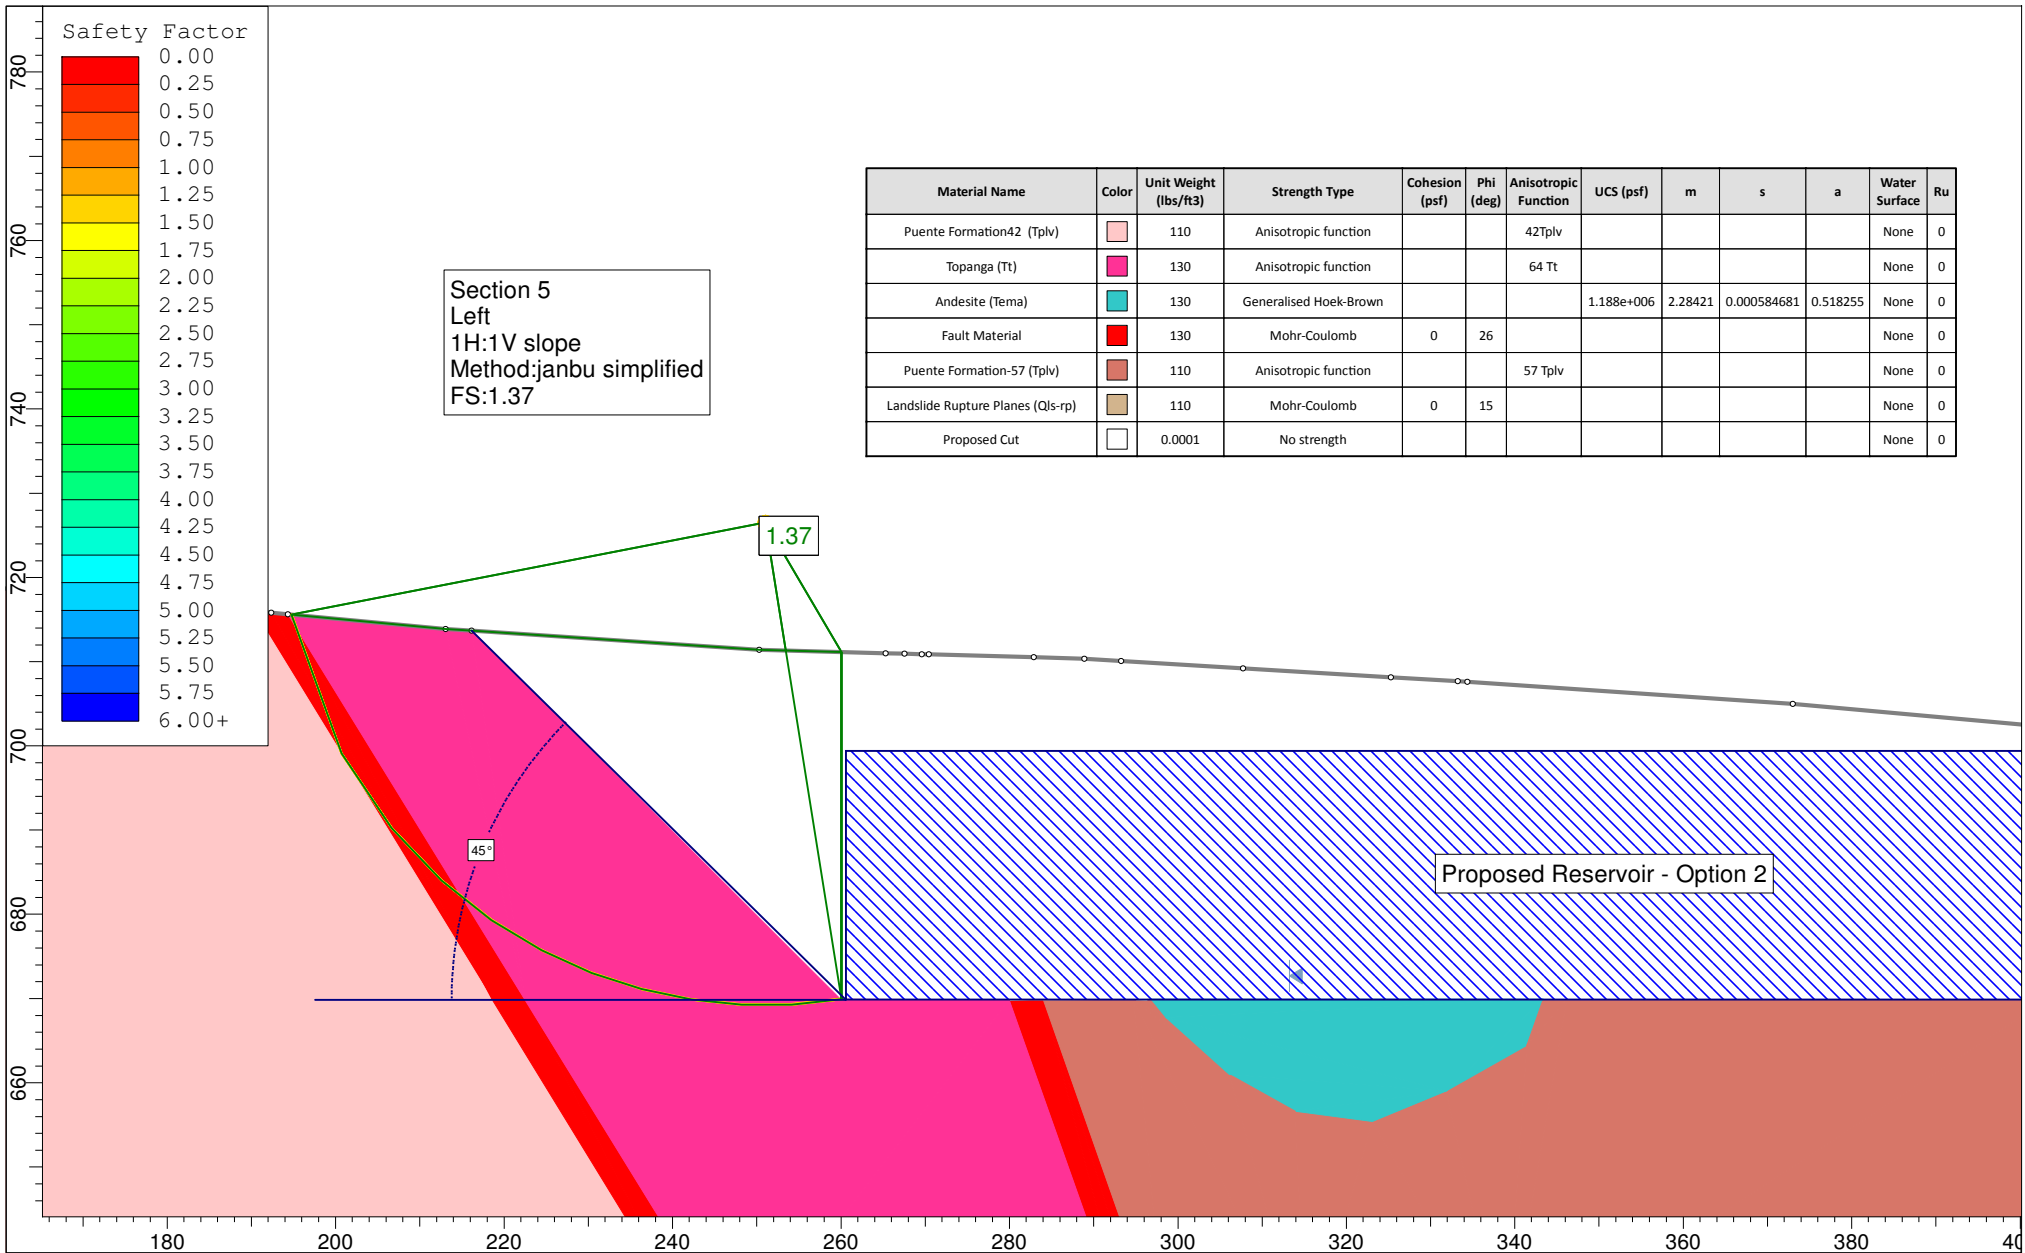 Safety Factor
0.00
0.25
0.50
0.75
1.00
1.25
1.50
1.75
2.00
2.25
2.50
2.75
3.00
3.25
3.50
3.75
4.00
4.25
4.50
4.75
5.00
5.25
5.50
5.75
6.00+
Section 5
Left
1H:1V slope
Method:janbu simplified
FS:1.37
Material Name Color Unit Weight (lbs/ft3) Strength Type Cohesion (psf) Phi (deg) Anisotropic Function UCS (psf) m s a Water Surface Ru
Puente Formation42 (Tplv) 110 Anisotropic function 42Tplv None 0
Topanga (Tt) 130 Anisotropic function 64 Tt None 0
Andesite (Tema) 130 Generalised Hoek-Brown 1.188e+006 2.28421 0.000584681 0.518255 None 0
Fault Material 130 Mohr-Coulomb 0 26 None 0
Puente Formation-57 (Tplv) 110 Anisotropic function 57 Tplv None 0
Landslide Rupture Planes (Qls-rp) 110 Mohr-Coulomb 0 15 None 0
Proposed Cut 0.0001 No strength None 0
1.37
45°
Proposed Reservoir - Option 2
780
760
740
720
700
680
660
180 200 220 240 260 280 300 320 340 360 380 40